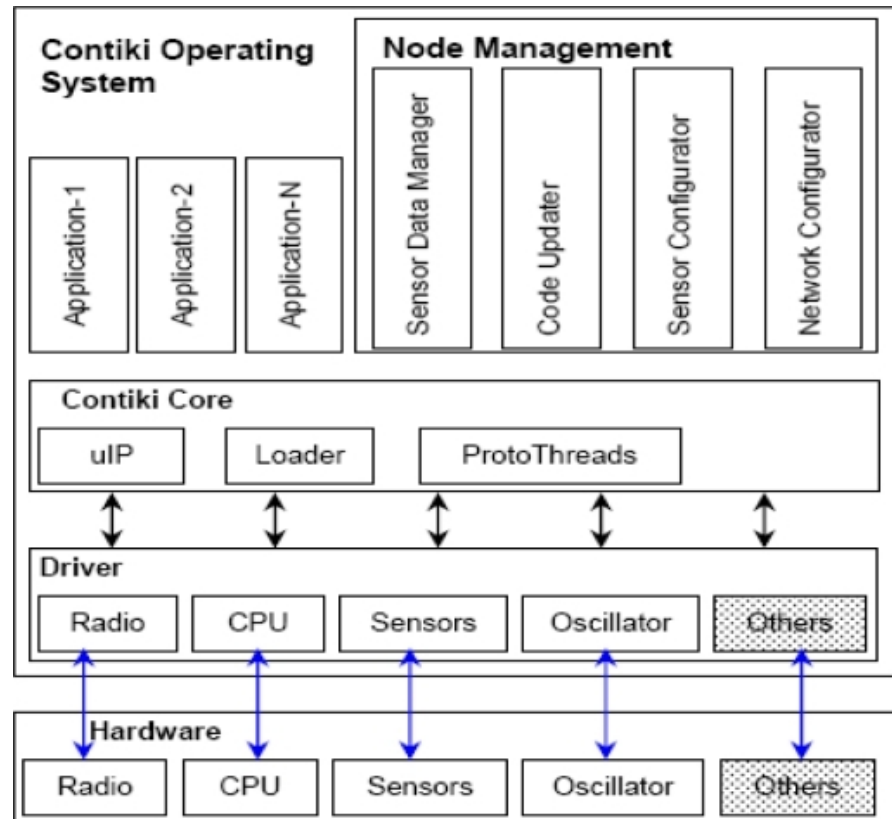 Contiki Operating
System
Node Management
Application-1
Application-2
Application-N
Sensor Data Manager
Code Updater
Sensor Configurator
Network Configurator
Contiki Core
uIP
Loader
ProtoThreads
Driver
Radio
CPU
Sensors
Oscillator
Others
Hardware
Radio
CPU
Sensors
Oscillator
Others